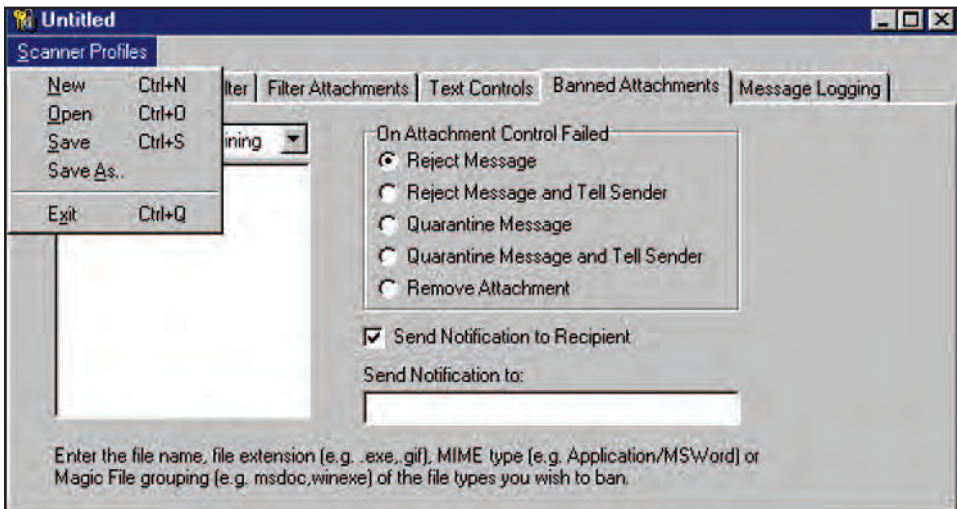 Untitled
Scanner Profiles
New Ctrl+N
Open Ctrl+O
Save Ctrl+S
Save As..
Exit Ctrl+Q
Filter Attachments
Text Controls
Banned Attachments
Message Logging
On Attachment Control Failed
Reject Message
Reject Message and Tell Sender
Quarantine Message
Quarantine Message and Tell Sender
Remove Attachment
Send Notification to Recipient
Send Notification to:
Enter the file name, file extension (e.g. .exe,.gif), MIME type (e.g. Application/MSWord) or
Magic File grouping (e.g. msdoc,winexe) of the file types you wish to ban.